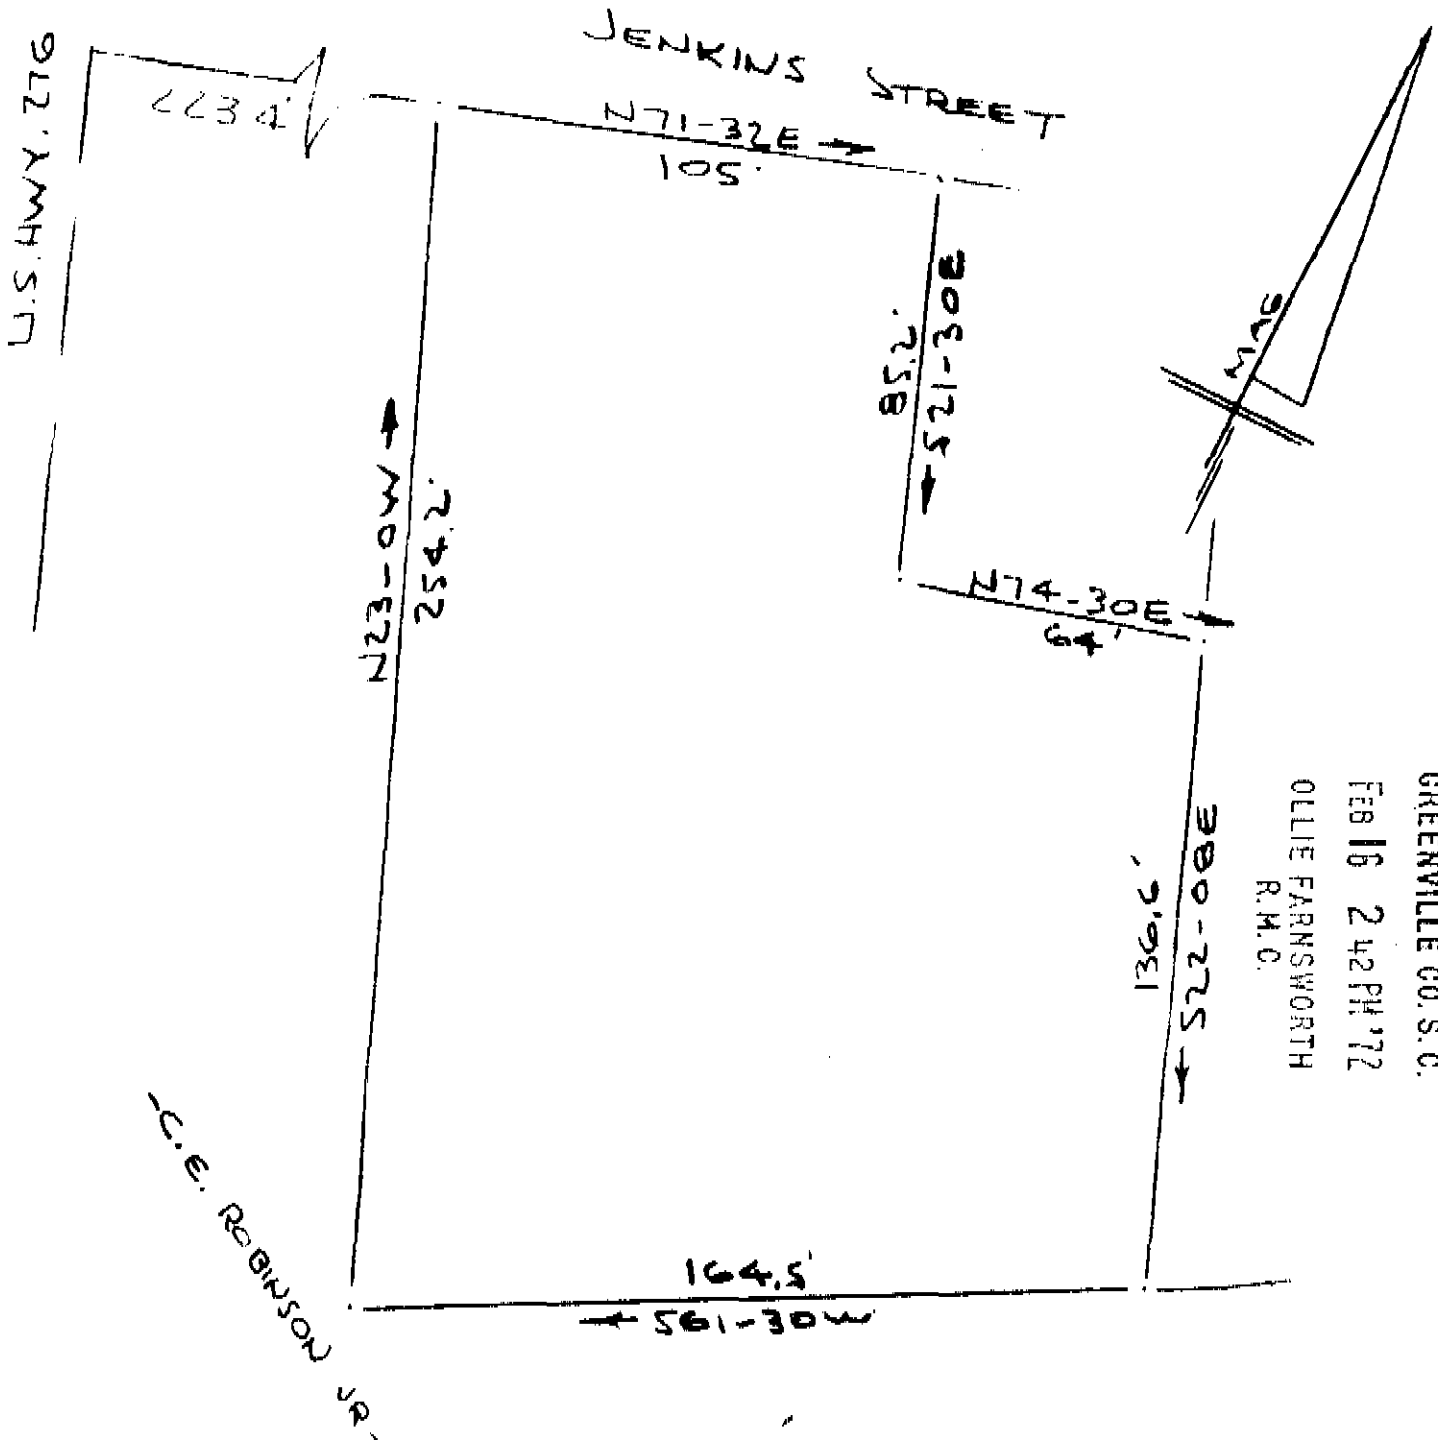 JENKINS STREET
U.S. HWY. 276
2234'
N71-32E
105'
85.2'
S21-30E
MAG
N23-0W
254.2'
N74-30E
64'
136.6'
S22-08E
GREENVILLE CO. S. C.
FEB 16 2 42 PM '72
OLLIE FARNSWORTH
R.M.C.
164.5'
S61-30W
C.E. ROBINSON JR.